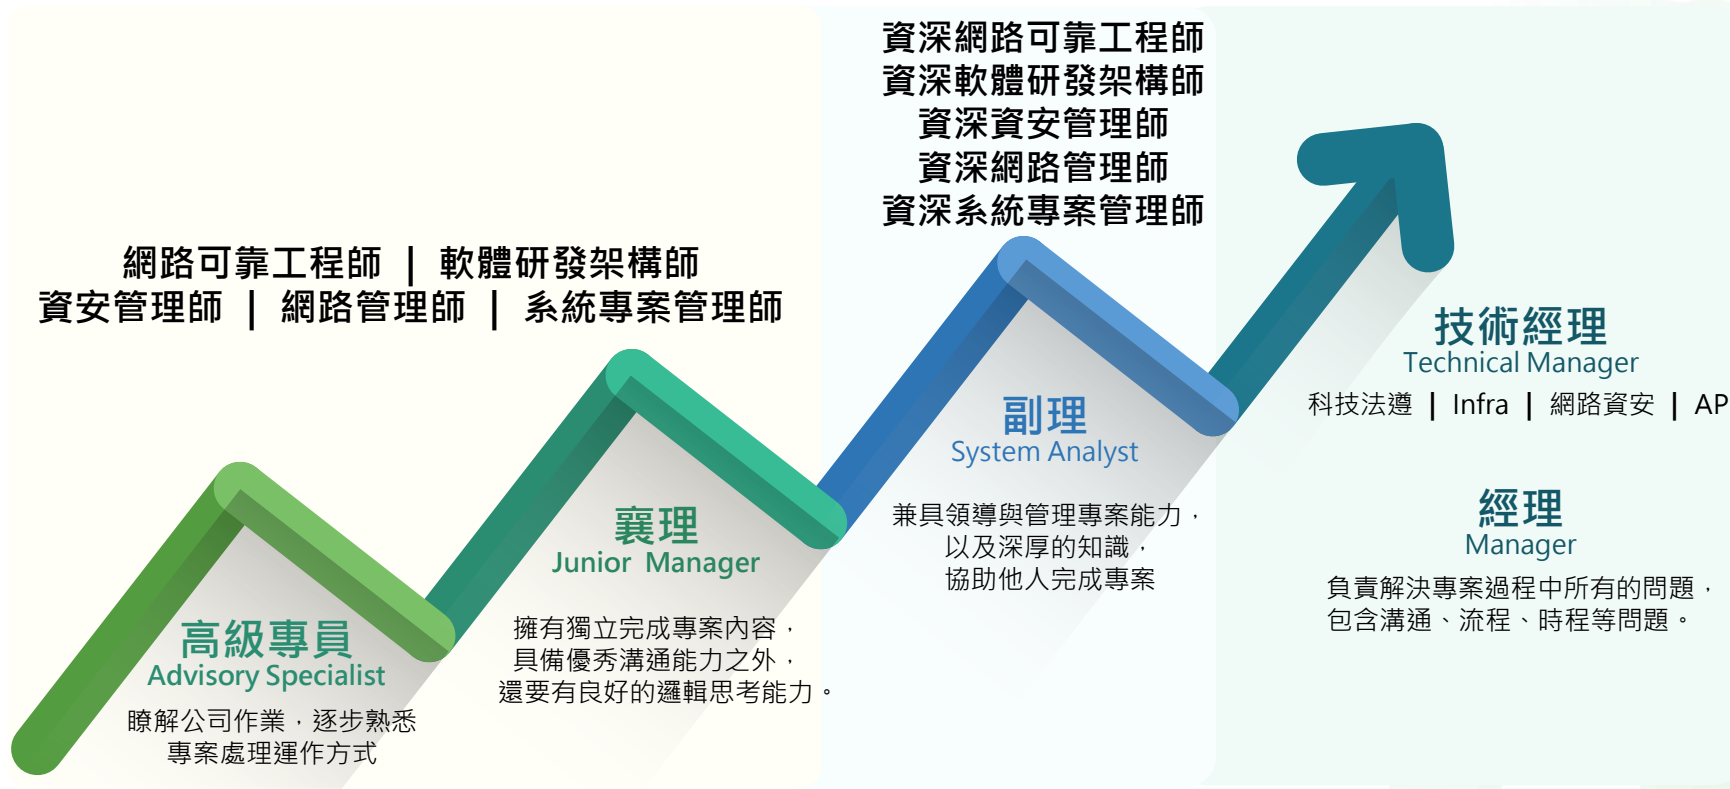 網路可靠工程師 | 軟體研發架構師
資安管理師 | 網路管理師 | 系統專案管理師
高級專員
Advisory Specialist
瞭解公司作業，逐步熟悉
專案處理運作方式
襄理
Junior Manager
擁有獨立完成專案內容，
具備優秀溝通能力之外，
還要有良好的邏輯思考能力。
資深網路可靠工程師
資深軟體研發架構師
資深資安管理師
資深網路管理師
資深系統專案管理師
副理
System Analyst
兼具領導與管理專案能力，
以及深厚的知識，
協助他人完成專案
技術經理
Technical Manager
科技法遵 | Infra | 網路資安 | AP
經理
Manager
負責解決專案過程中所有的問題，
包含溝通、流程、時程等問題。